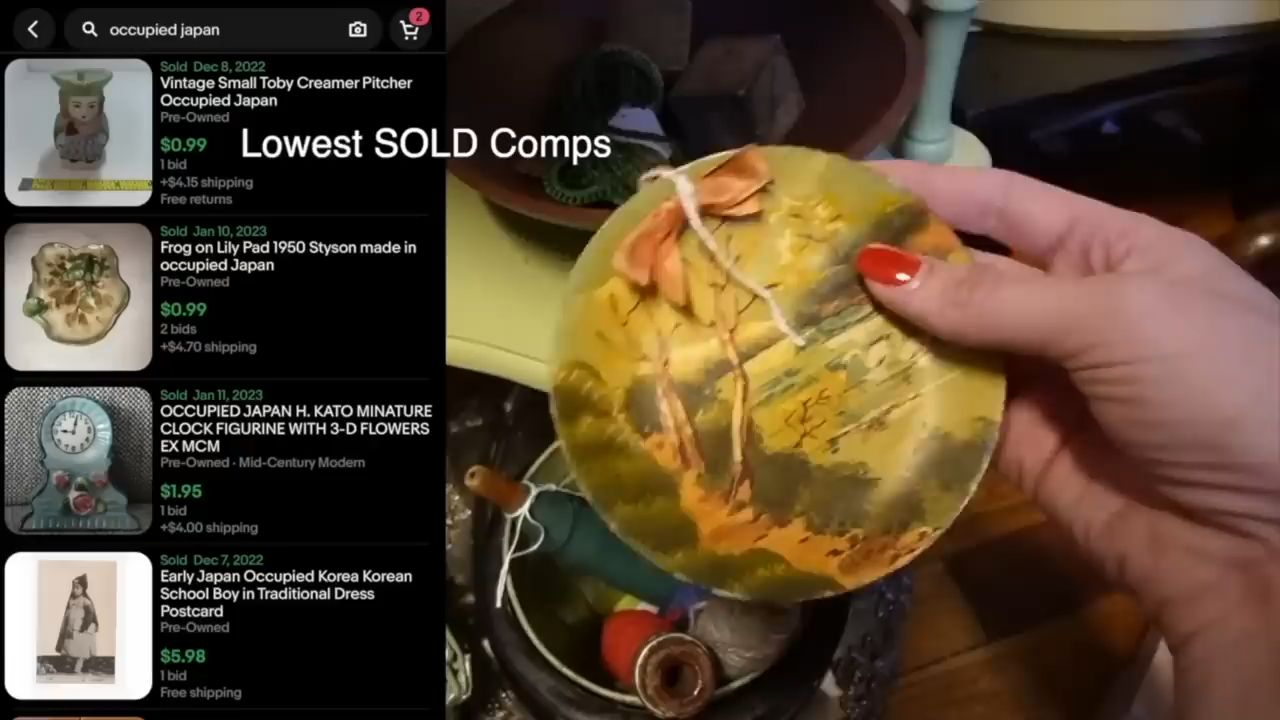 occupied japan
2
Sold Dec 8, 2022
Vintage Small Toby Creamer Pitcher
Occupied Japan
Pre-Owned
$0.99
1 bid
+$4.15 shipping
Free returns
Lowest SOLD Comps
Sold Jan 10, 2023
Frog on Lily Pad 1950 Styson made in
occupied Japan
Pre-Owned
$0.99
2 bids
+$4.70 shipping
Sold Jan 11, 2023
OCCUPIED JAPAN H. KATO MINATURE
CLOCK FIGURINE WITH 3-D FLOWERS
EX MCM
Pre-Owned · Mid-Century Modern
$1.95
1 bid
+$4.00 shipping
Sold Dec 7, 2022
Early Japan Occupied Korea Korean
School Boy in Traditional Dress
Postcard
Pre-Owned
$5.98
1 bid
Free shipping